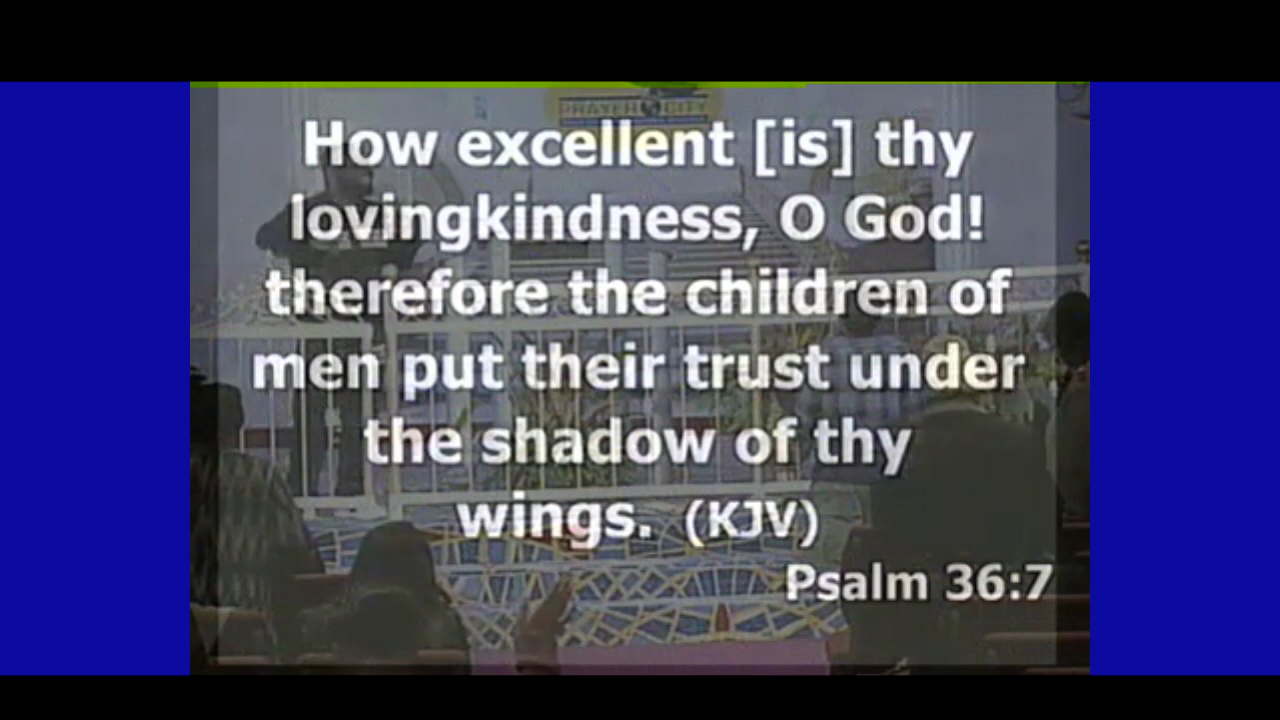 PRAYER CITY
How excellent [is] thy
lovingkindness, O God!
therefore the children of
men put their trust under
the shadow of thy
wings. (KJV)
Psalm 36:7